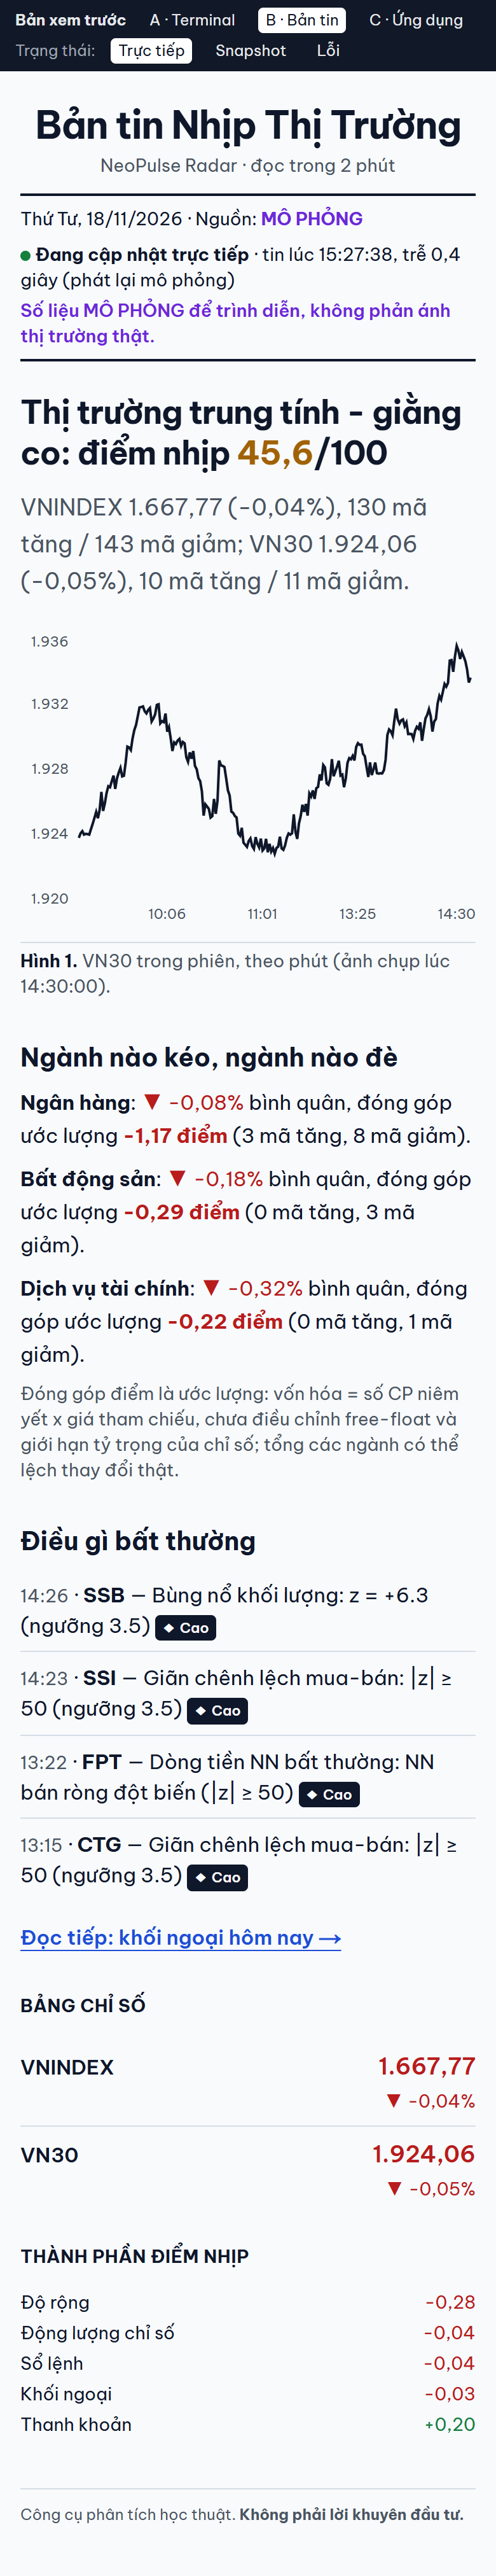 Bản xem trước A · Terminal B · Bản tin C · Ứng dụng
Trạng thái: Trực tiếp Snapshot Lỗi
Bản tin Nhịp Thị Trường
NeoPulse Radar · đọc trong 2 phút
Thứ Tư, 18/11/2026 · Nguồn: MÔ PHỎNG
● Đang cập nhật trực tiếp · tin lúc 15:27:38, trễ 0,4
giây (phát lại mô phỏng)
Số liệu MÔ PHỎNG để trình diễn, không phản ánh
thị trường thật.
Thị trường trung tính - giằng
co: điểm nhịp 45,6/100
VNINDEX 1.667,77 (-0,04%), 130 mã
tăng / 143 mã giảm; VN30 1.924,06
(-0,05%), 10 mã tăng / 11 mã giảm.
1.936
1.932
1.928
1.924
1.920
10:06 11:01 13:25 14:30
Hình 1. VN30 trong phiên, theo phút (ảnh chụp lúc
14:30:00).
Ngành nào kéo, ngành nào đè
Ngân hàng: ▼ -0,08% bình quân, đóng góp
ước lượng -1,17 điểm (3 mã tăng, 8 mã giảm).
Bất động sản: ▼ -0,18% bình quân, đóng góp
ước lượng -0,29 điểm (0 mã tăng, 3 mã
giảm).
Dịch vụ tài chính: ▼ -0,32% bình quân, đóng
góp ước lượng -0,22 điểm (0 mã tăng, 1 mã
giảm).
Đóng góp điểm là ước lượng: vốn hóa = số CP niêm
yết x giá tham chiếu, chưa điều chỉnh free-float và
giới hạn tỷ trọng của chỉ số; tổng các ngành có thể
lệch thay đổi thật.
Điều gì bất thường
14:26 · SSB — Bùng nổ khối lượng: z = +6.3
(ngưỡng 3.5) ◆ Cao
14:23 · SSI — Giãn chênh lệch mua-bán: |z| ≥
50 (ngưỡng 3.5) ◆ Cao
13:22 · FPT — Dòng tiền NN bất thường: NN
bán ròng đột biến (|z| ≥ 50) ◆ Cao
13:15 · CTG — Giãn chênh lệch mua-bán: |z| ≥
50 (ngưỡng 3.5) ◆ Cao
Đọc tiếp: khối ngoại hôm nay →
BẢNG CHỈ SỐ
VNINDEX 1.667,77
▼ -0,04%
VN30 1.924,06
▼ -0,05%
THÀNH PHẦN ĐIỂM NHỊP
Độ rộng -0,28
Động lượng chỉ số -0,04
Sổ lệnh -0,04
Khối ngoại -0,03
Thanh khoản +0,20
Công cụ phân tích học thuật. Không phải lời khuyên đầu tư.